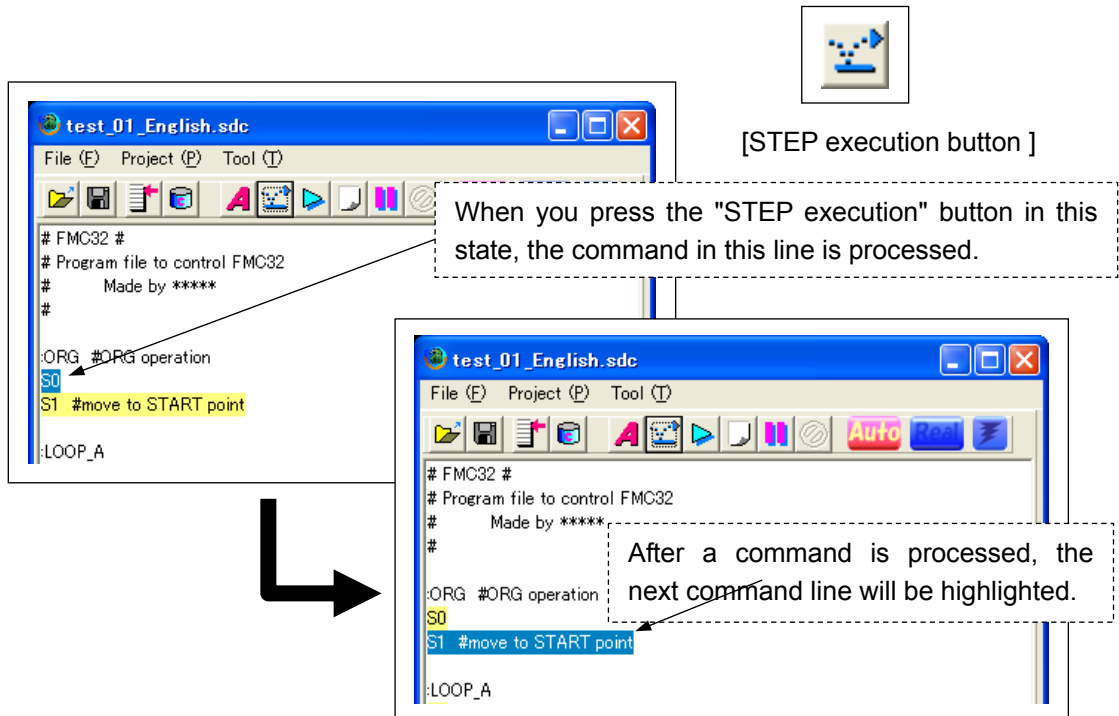 [STEP execution button ]
test_01_English.sdc
File (F) Project (P) Tool (T)
A
When you press the "STEP execution" button in this
state, the command in this line is processed.
# FMC32 #
# Program file to control FMC32
# Made by *****
#
:ORG #ORG operation
S0
S1 #move to START point
:LOOP_A
test_01_English.sdc
File (F) Project (P) Tool (T)
A Auto Real
# FMC32 #
# Program file to control FMC32
# Made by *****
#
After a command is processed, the
next command line will be highlighted.
:ORG #ORG operation
S0
S1 #move to START point
:LOOP_A